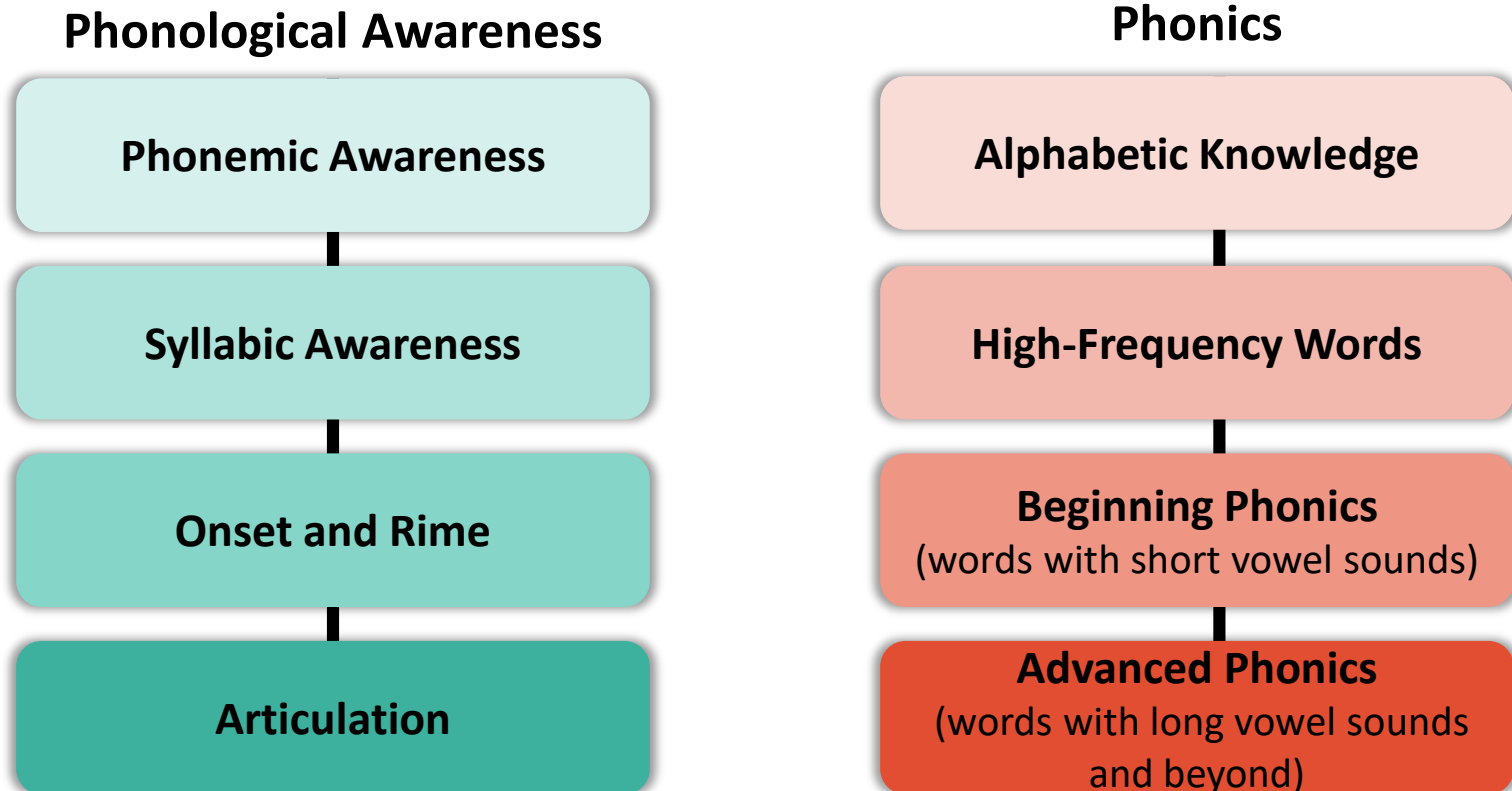 Phonological Awareness
Phonemic Awareness
Syllabic Awareness
Onset and Rime
Articulation
Phonics
Alphabetic Knowledge
High-Frequency Words
Beginning Phonics
(words with short vowel sounds)
Advanced Phonics
(words with long vowel sounds
and beyond)